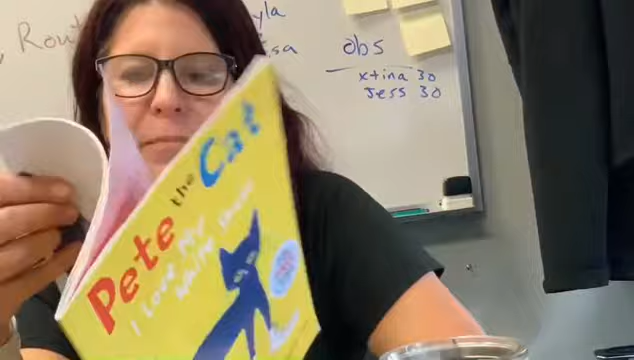 Rout
yla
sa
obs
xtina 30
Jess 30
Pete
the
Cat
I Love My
White Shoes